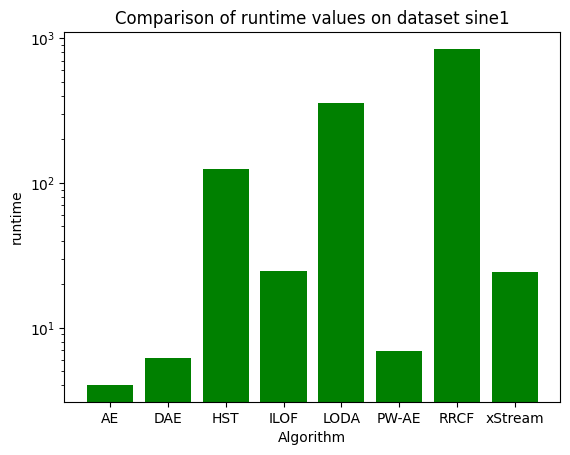 Comparison of runtime values on dataset sine1
10³
10²
10¹
runtime
AE DAE HST ILOF LODA PW-AE RRCF xStream
Algorithm